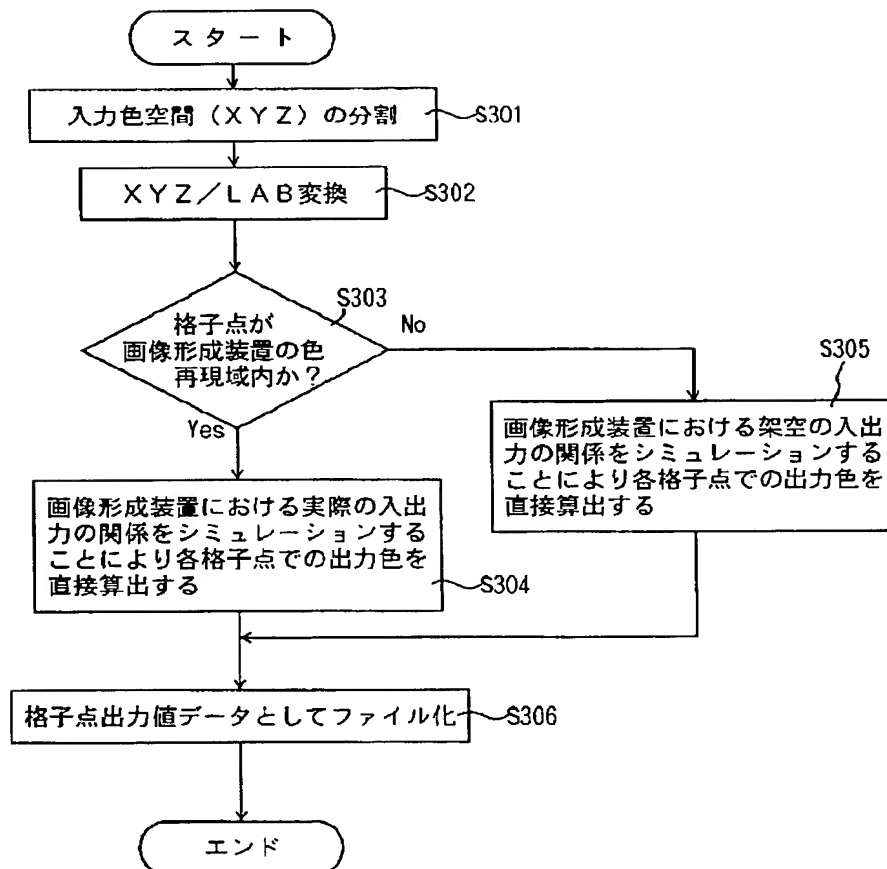 スタート
入力色空間(XYZ)の分割
S301
XYZ/LAB変換
S302
S303
格子点が
画像形成装置の色
再現域内か?
No
Yes
S305
画像形成装置における架空の入出
力の関係をシミュレーションする
ことにより各格子点での出力色を
直接算出する
画像形成装置における実際の入出
力の関係をシミュレーションする
ことにより各格子点での出力色を
直接算出する
S304
格子点出力値データとしてファイル化
S306
エンド